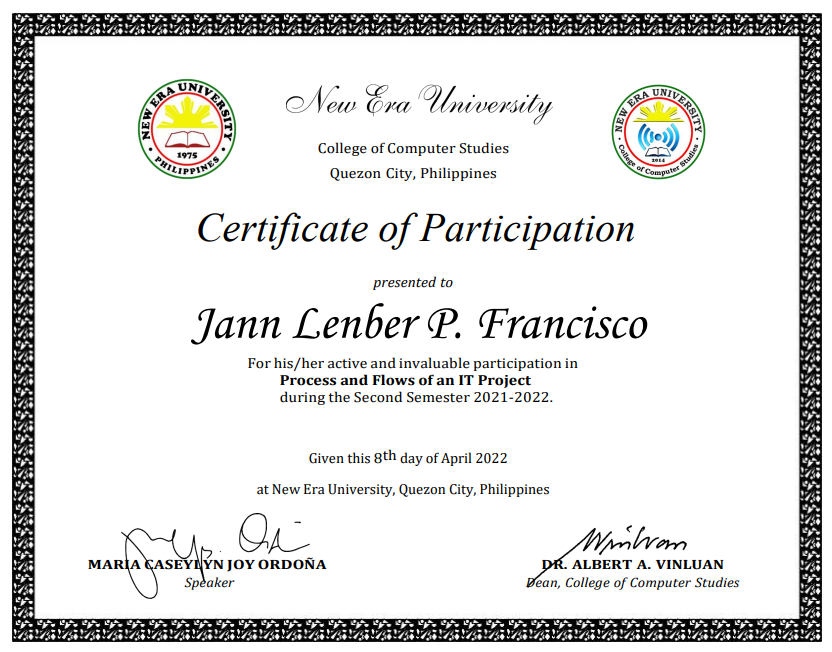 NEW ERA UNIVERSITY
1975
PHILIPPINES
New Era University
College of Computer Studies
Quezon City, Philippines
NEW ERA UNIVERSITY
2014
College of Computer Studies
Certificate of Participation
presented to
Jann Lenber P. Francisco
For his/her active and invaluable participation in
Process and Flows of an IT Project
during the Second Semester 2021-2022.
Given this 8th day of April 2022
at New Era University, Quezon City, Philippines
MARIA CASEYLYN JOY ORDOÑA
Speaker
DR. ALBERT A. VINLUAN
Dean, College of Computer Studies